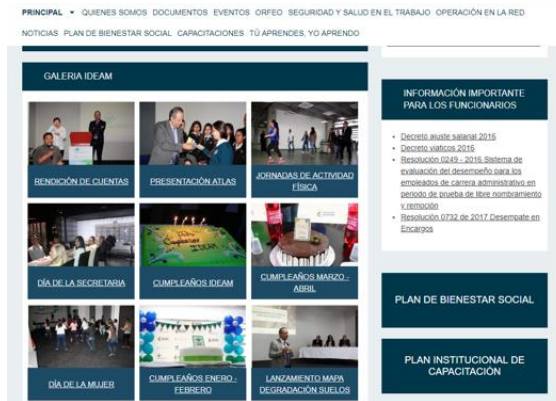 PRINCIPAL QUIENES SOMOS DOCUMENTOS EVENTOS ORFEO SEGURIDAD Y SALUD EN EL TRABAJO OPERACIÓN EN LA RED
NOTICIAS PLAN DE BIENESTAR SOCIAL CAPACITACIONES TÚ APRENDES, YO APRENDO
GALERIA IDEAM
RENDICIÓN DE CUENTAS
PRESENTACIÓN ATLAS
JORNADAS DE ACTIVIDAD
FÍSICA
DÍA DE LA SECRETARIA
CUMPLEAÑOS IDEAM
CUMPLEAÑOS MARZO -
ABRIL
DÍA DE LA MUJER
CUMPLEAÑOS ENERO -
FEBRERO
LANZAMIENTO MAPA
DEGRADACIÓN SUELOS
INFORMACIÓN IMPORTANTE
PARA LOS FUNCIONARIOS
Decreto ajuste salarial 2016
Decreto viaticos 2016
Resolución 0249 - 2016 Sistema de
evaluación del desempeño para los
empleados de carrera administrativo en
periodo de prueba de libre nombramiento
y remoción
Resolución 0732 de 2017 Desempate en
Encargos
PLAN DE BIENESTAR SOCIAL
PLAN INSTITUCIONAL DE
CAPACITACIÓN